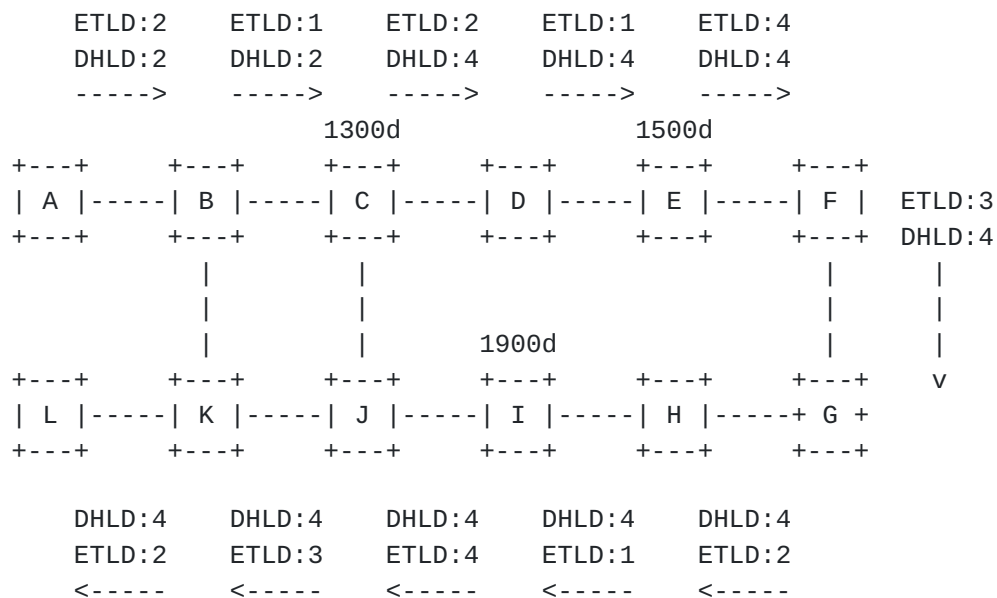 ETLD:2    ETLD:1    ETLD:2    ETLD:1    ETLD:4
    DHLD:2    DHLD:2    DHLD:4    DHLD:4    DHLD:4
    ----->    ----->    ----->    ----->    ----->
                    1300d               1500d
+---+     +---+     +---+     +---+     +---+     +---+
| A |-----| B |-----| C |-----| D |-----| E |-----| F |  ETLD:3
+---+     +---+     +---+     +---+     +---+     +---+  DHLD:4
            |         |                             |      |
            |         |                             |      |
            |         |       1900d                 |      |
+---+     +---+     +---+     +---+     +---+     +---+    v
| L |-----| K |-----| J |-----| I |-----| H |-----+ G +
+---+     +---+     +---+     +---+     +---+     +---+

    DHLD:4    DHLD:4    DHLD:4    DHLD:4    DHLD:4
    ETLD:2    ETLD:3    ETLD:4    ETLD:1    ETLD:2
    <-----    <-----    <-----    <-----    <-----